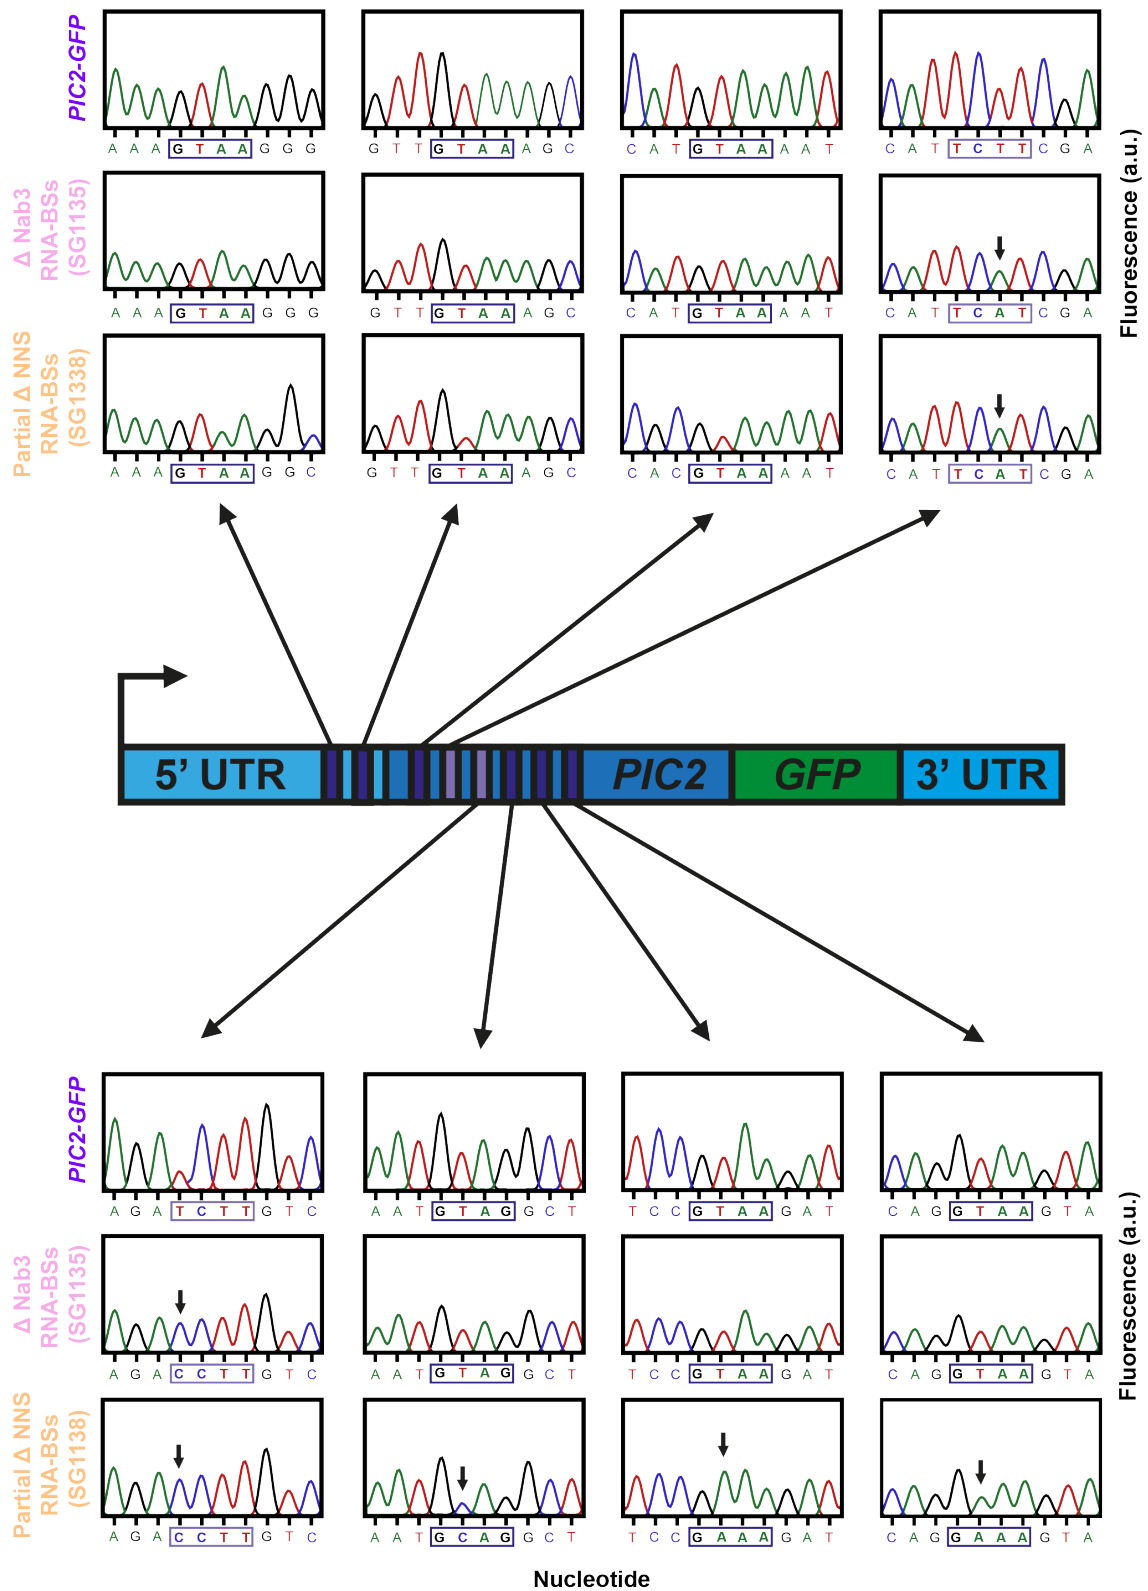 PIC2-GFP
A A A G T A A G G G
G T T G T A A A G C
C A T G T A A A A T
C A T T C T T C G A
Δ Nab3
RNA-BSs
(SG1135)
A A A G T A A G G G
G T T G T A A A G C
C A T G T A A A A T
C A T T C A T C G A
Partial Δ NNS
RNA-BSs
(SG1338)
A A A G T A A G G C
G T T G T A A A G C
C A C G T A A A A T
C A T T C A T C G A
Fluorescence (a.u.)
5’ UTR
PIC2
GFP
3’ UTR
PIC2-GFP
A G A T C T T G T C
A A T G T A G G C T
T C C G T A A G A T
C A G G T A A G T A
Δ Nab3
RNA-BSs
(SG1135)
A G A C C T T G T C
A A T G T A G G C T
T C C G T A A G A T
C A G G T A A G T A
Partial Δ NNS
RNA-BSs
(SG1138)
A G A C C T T G T C
A A T G C A G G C T
T C C G A A A G A T
C A G G A A A G T A
Fluorescence (a.u.)
Nucleotide